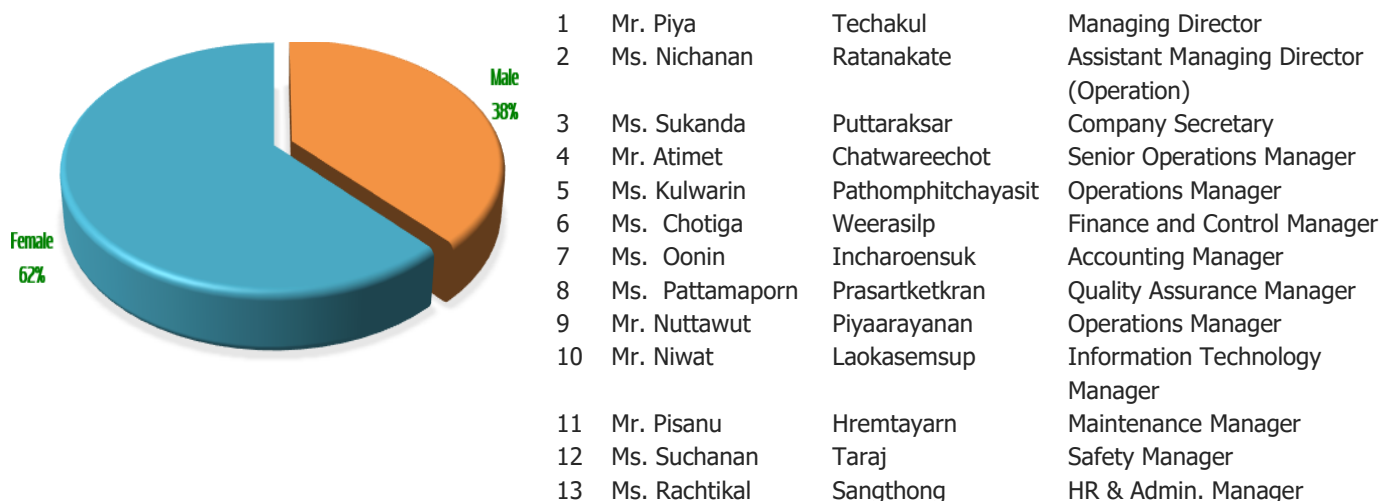 Male
38%
Female
62%
1 Mr. Piya Techakul Managing Director
2 Ms. Nichanan Ratanakate Assistant Managing Director
(Operation)
3 Ms. Sukanda Puttaraksar Company Secretary
4 Mr. Atimet Chatwareechot Senior Operations Manager
5 Ms. Kulwarin Pathomphitchayasit Operations Manager
6 Ms. Chotiga Weerasilp Finance and Control Manager
7 Ms. Oonin Incharoensuk Accounting Manager
8 Ms. Pattamaporn Prasartketkran Quality Assurance Manager
9 Mr. Nuttawut Piyaarayanan Operations Manager
10 Mr. Niwat Laokasemsup Information Technology
Manager
11 Mr. Pisanu Hremtayarn Maintenance Manager
12 Ms. Suchanan Taraj Safety Manager
13 Ms. Rachtikal Sangthong HR & Admin. Manager